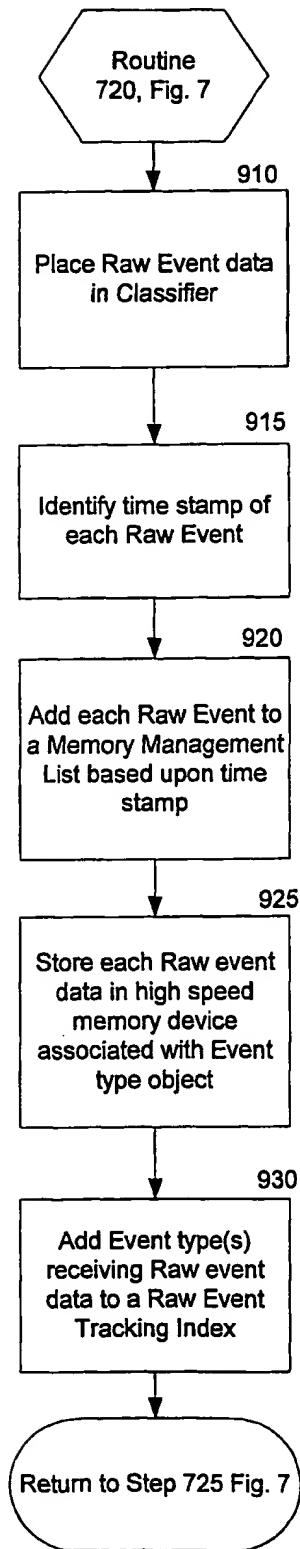 Routine
720, Fig. 7
910
Place Raw Event data
in Classifier
915
Identify time stamp of
each Raw Event
920
Add each Raw Event to
a Memory Management
List based upon time
stamp
925
Store each Raw event
data in high speed
memory device
associated with Event
type object
930
Add Event type(s)
receiving Raw event
data to a Raw Event
Tracking Index
Return to Step 725 Fig. 7